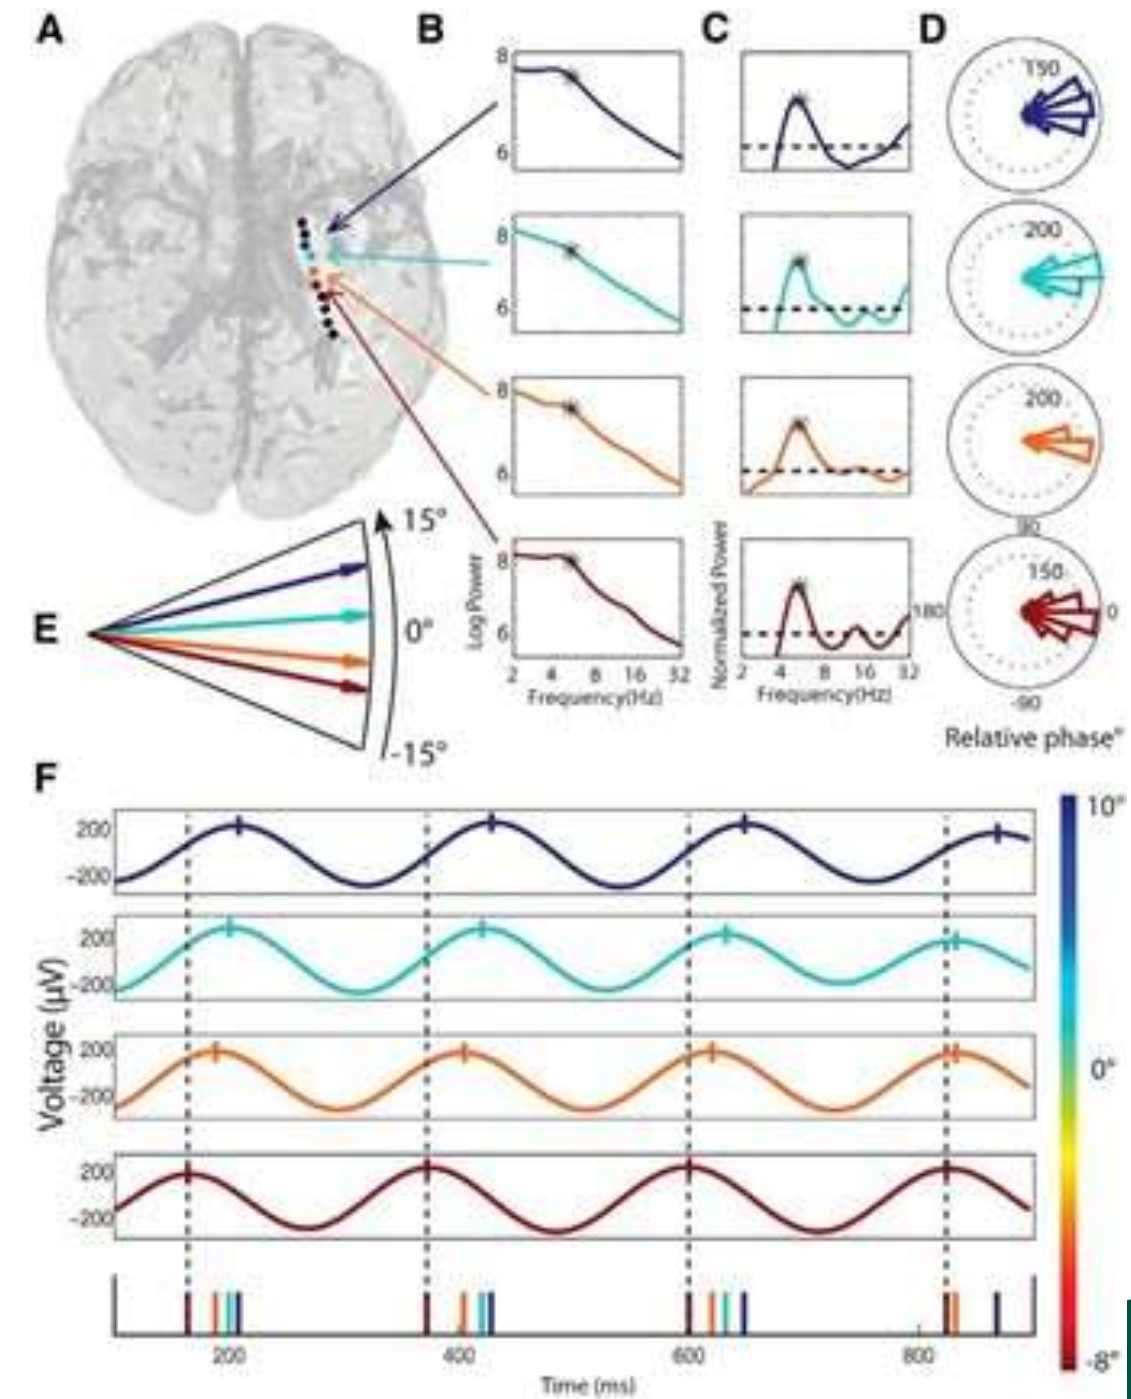 A
B
C
D
8
6
150
8
6
200
8
6
200
90
8
6
Log Power
Normalized Power
150
180
0
-90
2 4 8 16 32
Frequency(Hz)
2 4 8 16 32
Frequency(Hz)
Relative phase°
E
15°
0°
-15°
F
200
-200
200
-200
200
-200
200
-200
Voltage (µV)
200 400 600 800
Time (ms)
10°
0°
-8°